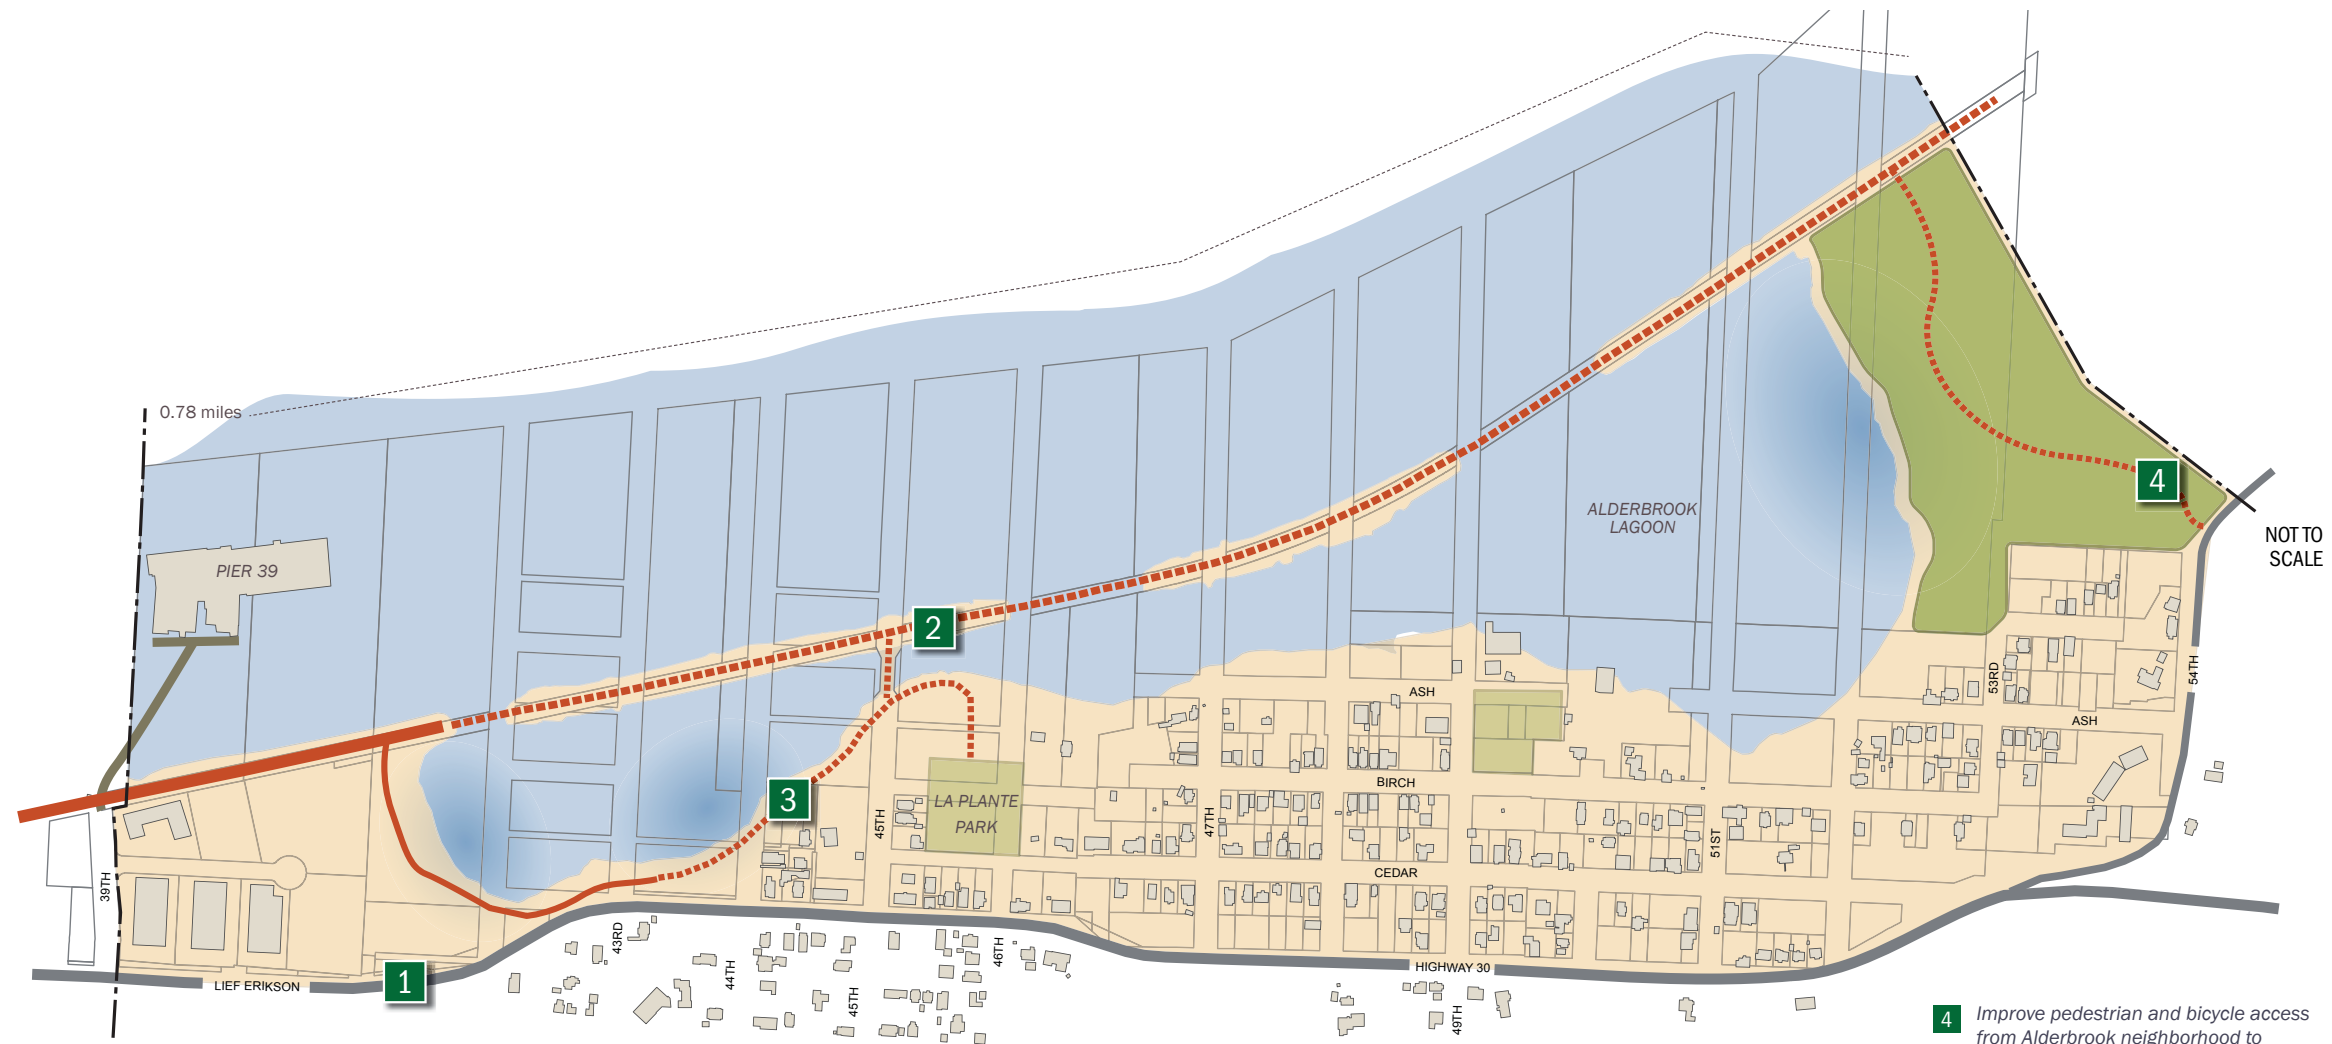 0.78 miles
PIER 39
ALDERBROOK
LAGOON
2
4
NOT TO
SCALE
3
LA PLANTE
PARK
1
39TH
LIEF ERIKSON
43RD
44TH
45TH
45TH
46TH
47TH
49TH
51ST
53RD
54TH
ASH
ASH
BIRCH
CEDAR
HIGHWAY 30
4 Improve pedestrian and bicycle access
from Alderbrook neighborhood to